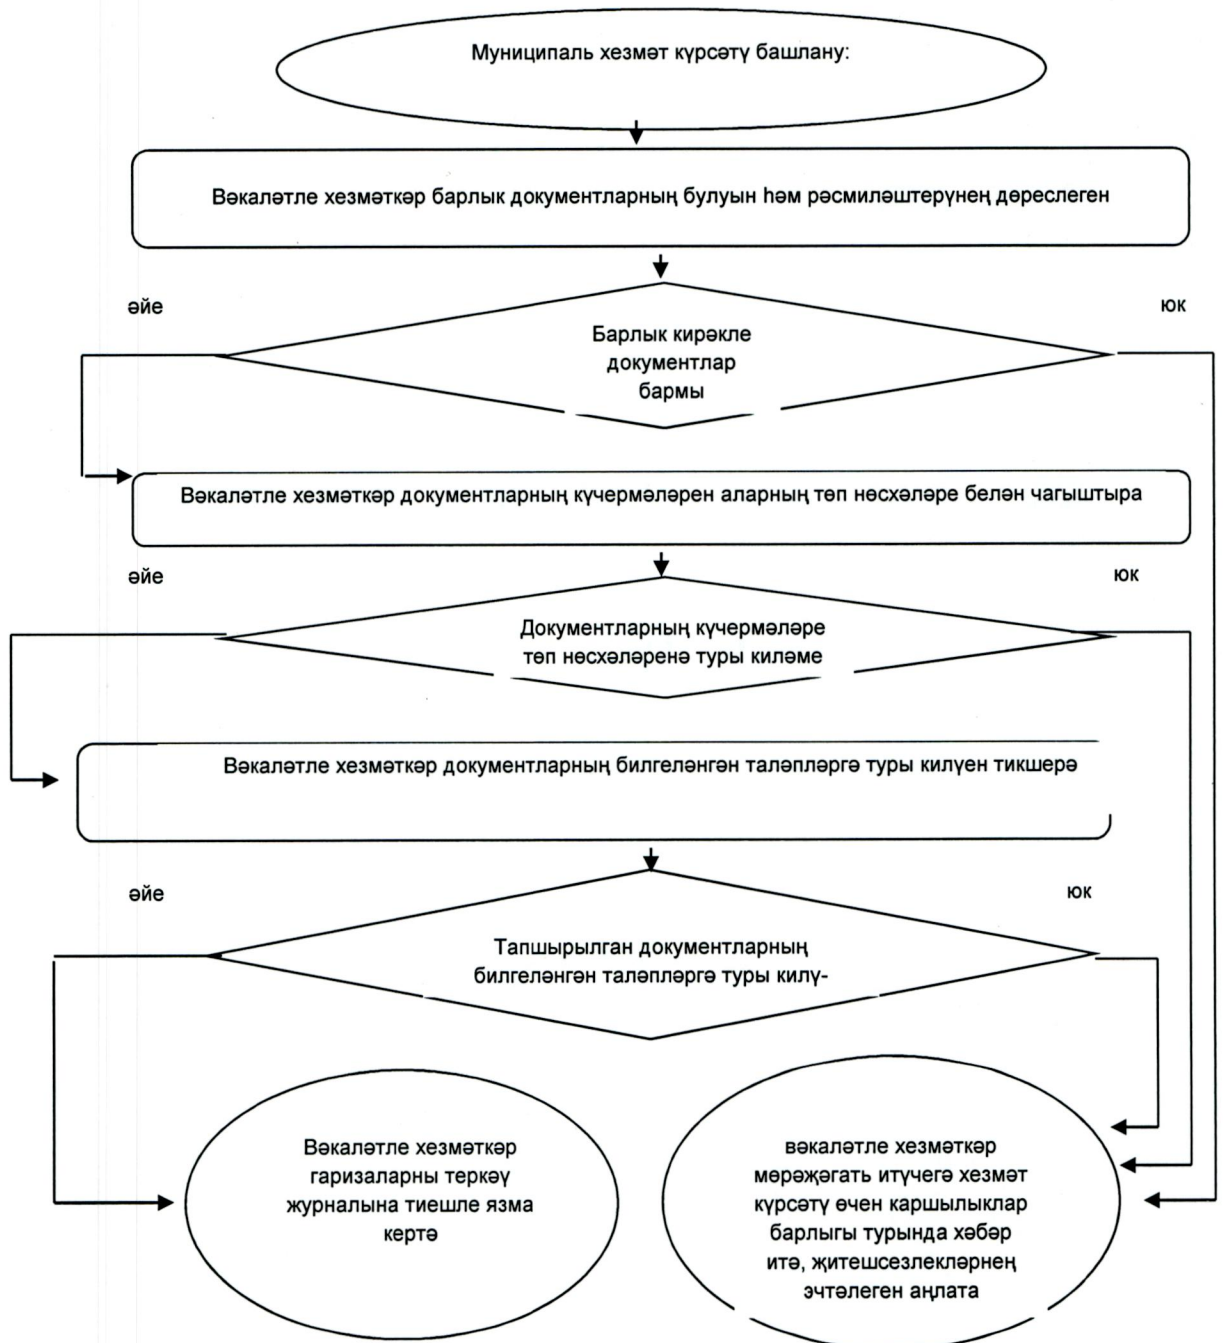 Муниципаль хезмәт күрсәтү башлану:
Вәкаләтле хезмәткәр барлык документларның булуын һәм рәсмиләштерүнең дөреслеген
әйе
юк
Барлык кирәкле
документлар
бармы
Вәкаләтле хезмәткәр документларның күчермәләрен аларның төп нөсхәләре белән чагыштыра
әйе
юк
Документларның күчермәләре
төп нөсхәләренә туры киләме
Вәкаләтле хезмәткәр документларның билгеләнгән таләпләргә туры килүен тикшерә
әйе
юк
Тапшырылган документларның
билгеләнгән таләпләргә туры килү-
Вәкаләтле хезмәткәр
гаризаларны теркәү
журналына тиешле язма
кертә
вәкаләтле хезмәткәр
мөрәҗәгать итүчегә хезмәт
күрсәтү өчен каршылыклар
барлыгы турында хәбәр
итә, җитешсезлекләрнең
эчтәлеген аңлата